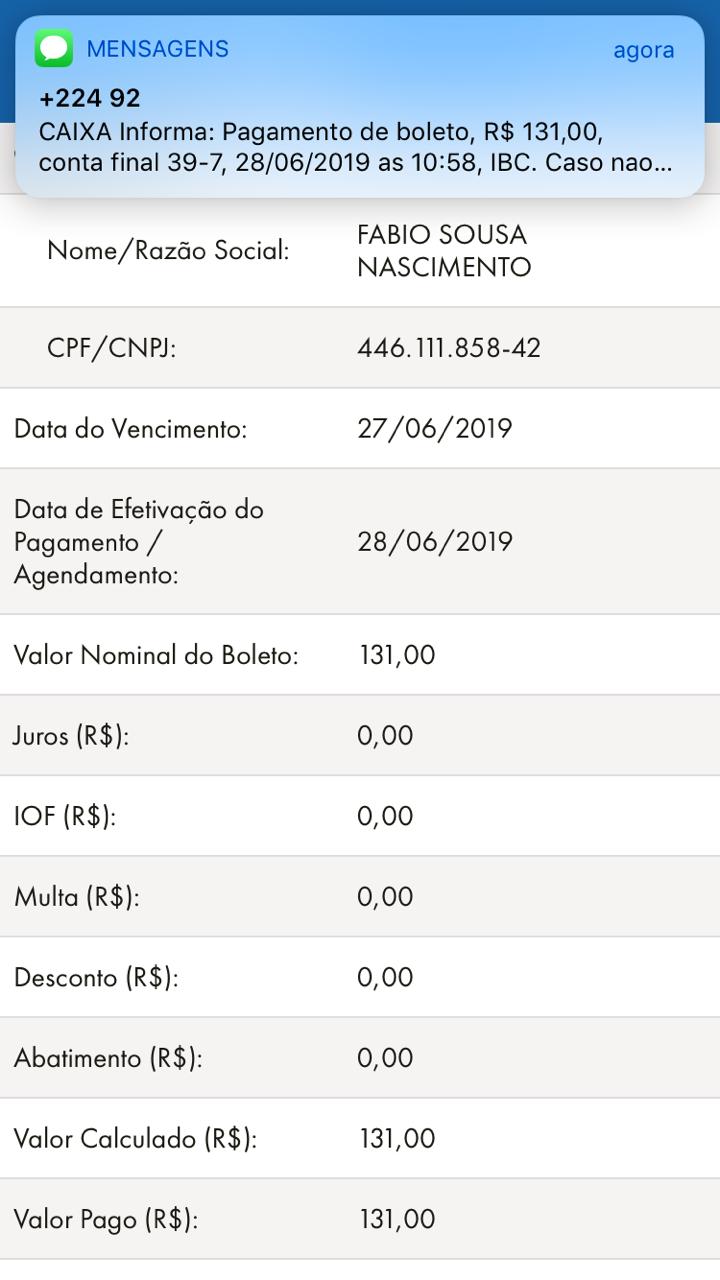 MENSAGENS
agora
+224 92
CAIXA Informa: Pagamento de boleto, R$ 131,00,
conta final 39-7, 28/06/2019 as 10:58, IBC. Caso nao...
Nome/Razão Social:
FABIO SOUSA
NASCIMENTO
CPF/CNPJ:
446.111.858-42
Data do Vencimento:
27/06/2019
Data de Efetivação do
Pagamento /
Agendamento:
28/06/2019
Valor Nominal do Boleto:
131,00
Juros (R$):
0,00
IOF (R$):
0,00
Multa (R$):
0,00
Desconto (R$):
0,00
Abatimento (R$):
0,00
Valor Calculado (R$):
131,00
Valor Pago (R$):
131,00